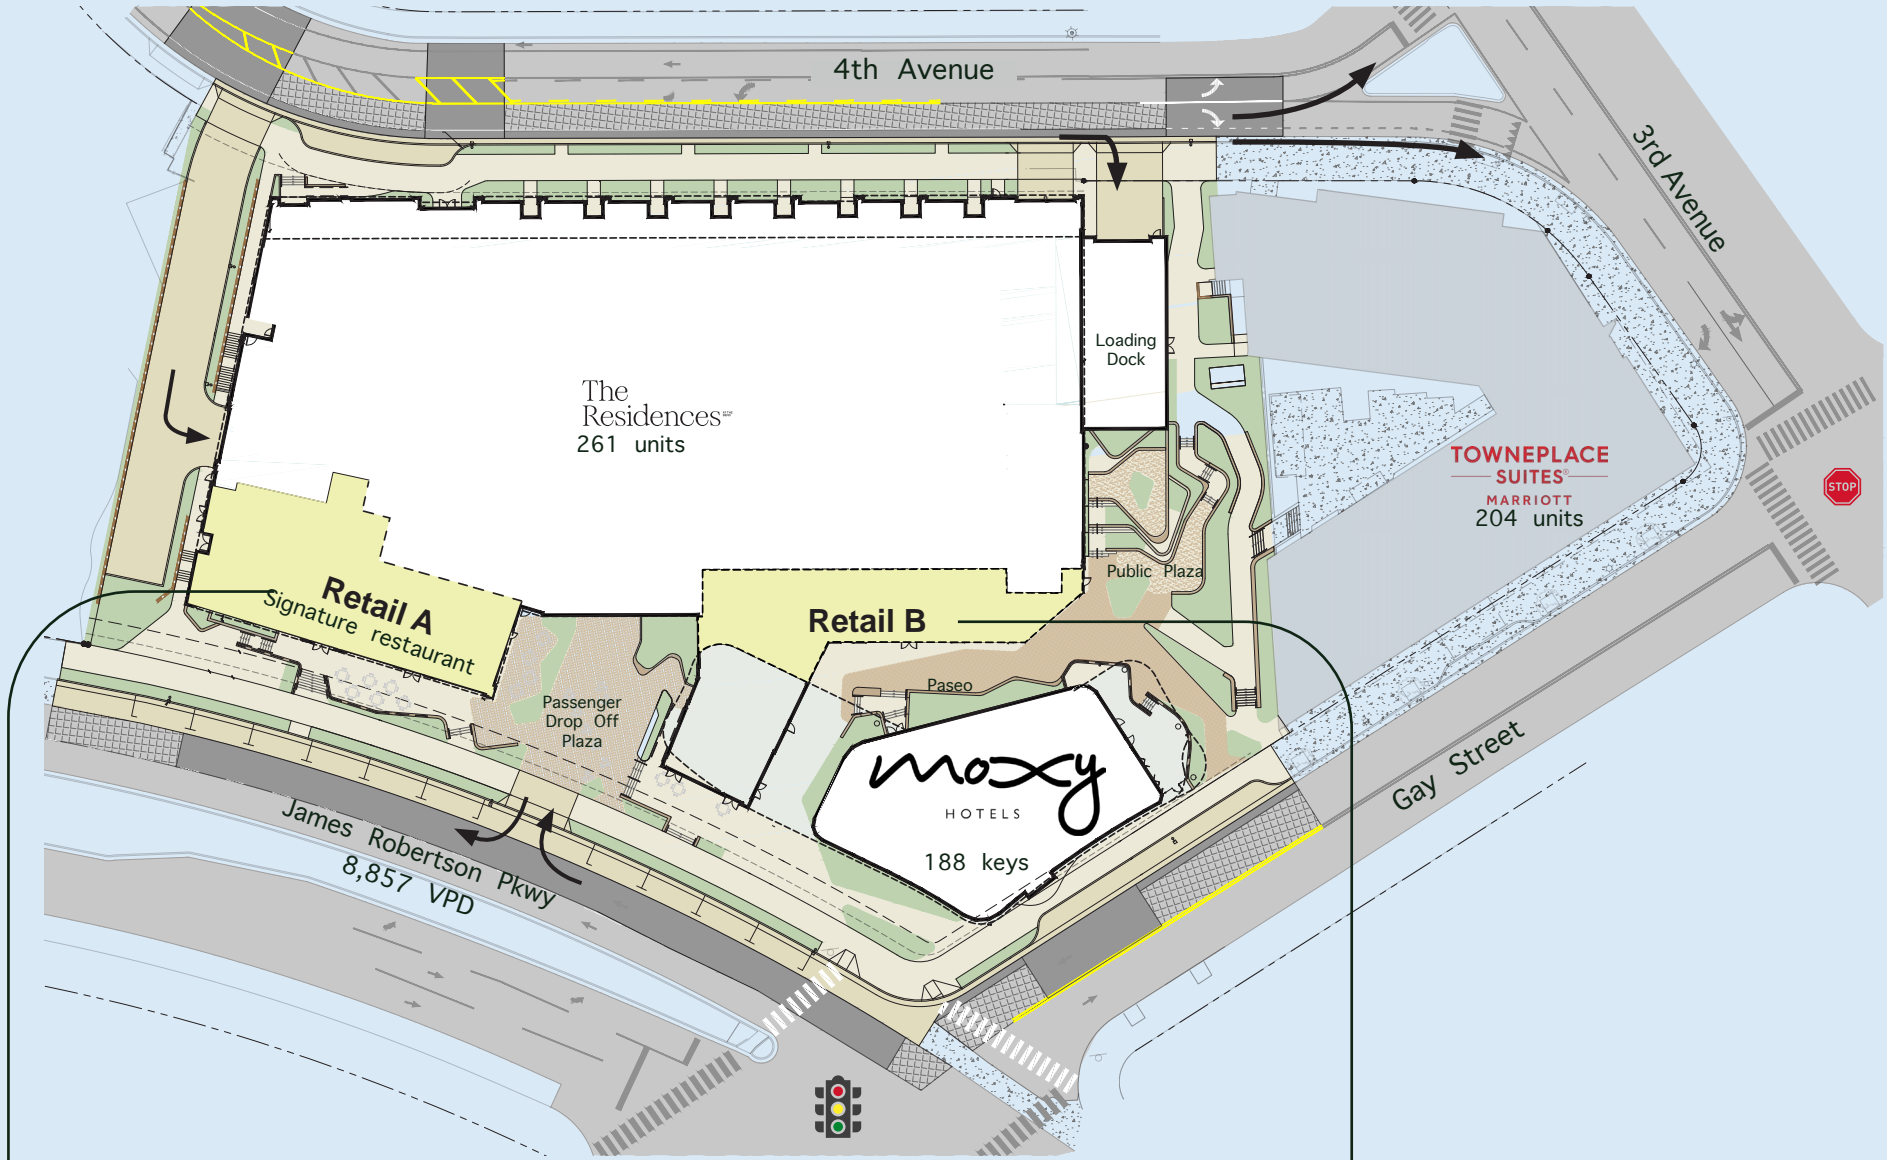 4th Avenue
3rd Avenue
Loading
Dock
The
Residences
261 units
TOWNEPLACE
SUITES®
MARRIOTT
204 units
STOP
Public Plaza
Retail A
Signature restaurant
Retail B
Paseo
Passenger
Drop Off
Plaza
moxy
HOTELS
188 keys
Gay Street
James Robertson Pkwy
8,857 VPD